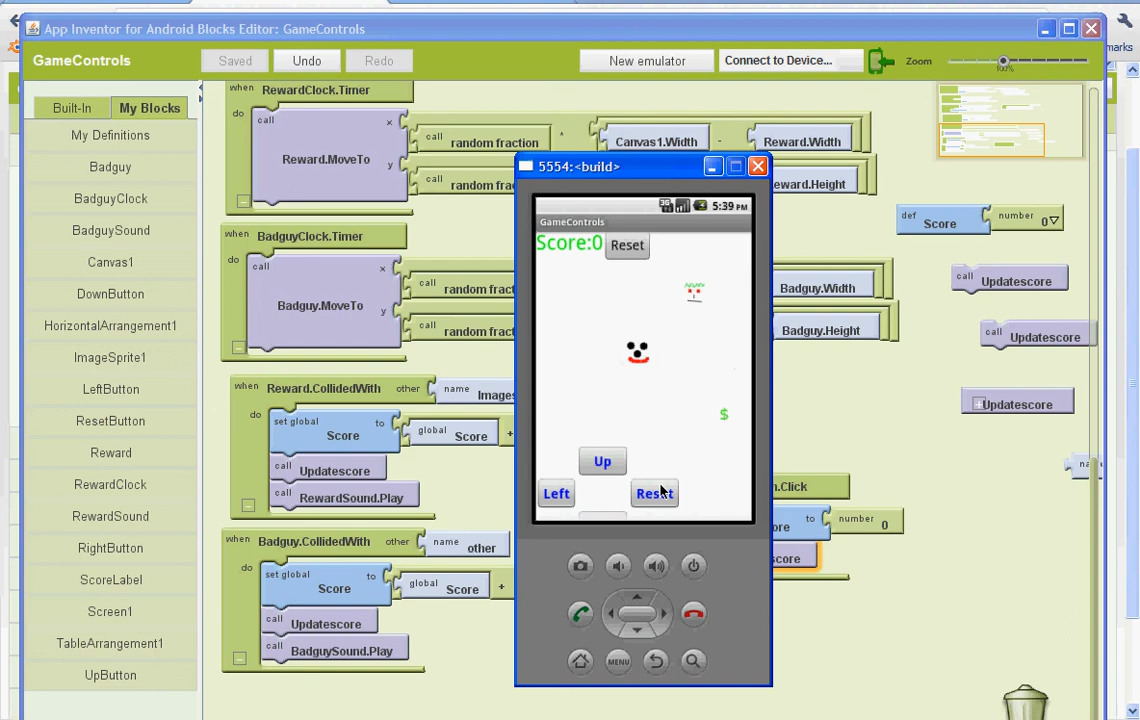 marks
App Inventor for Android Blocks Editor: GameControls
GameControls
Saved
Undo
Redo
New emulator
Connect to Device...
Zoom
100%
Built-In
My Blocks
My Definitions
Badguy
BadguyClock
BadguySound
Canvas1
DownButton
HorizontalArrangement1
ImageSprite1
LeftButton
ResetButton
Reward
RewardClock
RewardSound
RightButton
ScoreLabel
Screen1
TableArrangement1
UpButton
when RewardClock.Timer
do call Reward.MoveTo
x call random fraction * Canvas1.Width - Reward.Width
y call random frac
eward.Height
when BadguyClock.Timer
do call Badguy.MoveTo
x call random fracti
Badguy.Width
y call random fract
Badguy.Height
when Reward.CollidedWith other name Images
do set global Score to global Score +
call Updatescore
call RewardSound.Play
when Badguy.CollidedWith other name other
do set global Score to global Score +
call Updatescore
call BadguySound.Play
def Score number 0
call Updatescore
call Updatescore
Updatescore
na
n.Click
ore to number 0
score
5554:<build>
3G
5:39 PM
GameControls
Score:0
Reset
$
Up
Left
Reset
MENU